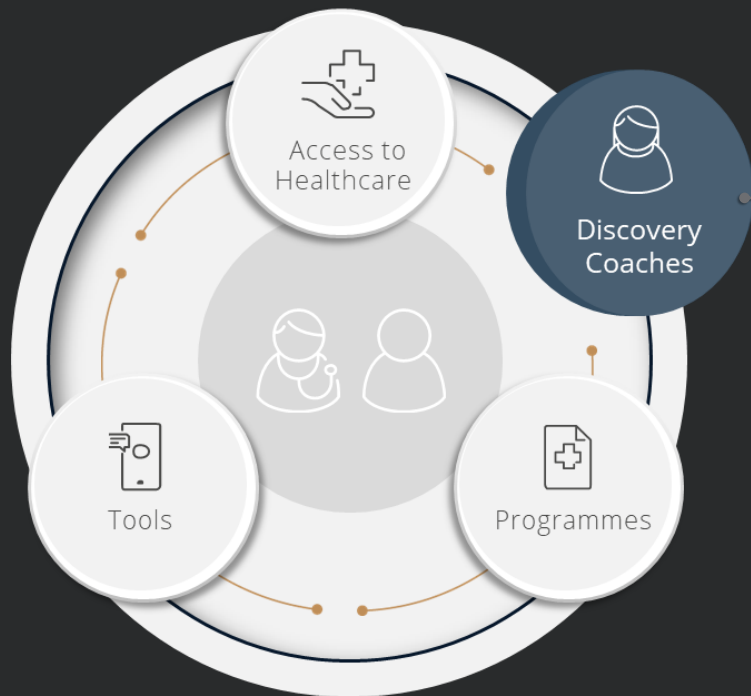 Access to
Healthcare
Discovery
Coaches
Tools
Programmes